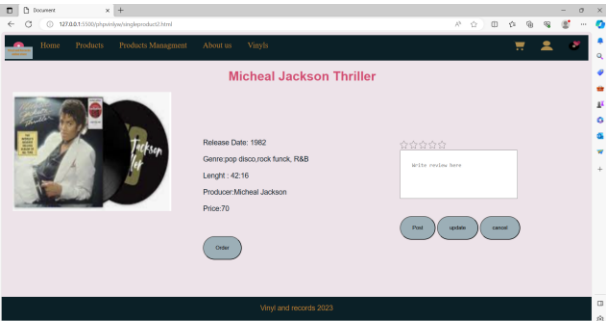 Document
127.0.0.1:5500/phpvinljye/singleproduct2.html
Home Products Products Managment About us Vinyls
Micheal Jackson Thriller
Release Date: 1982
Genre:pop disco,rock funck, R&B
Lenght : 42:16
Producer:Micheal Jackson
Price:70
Order
Write review here
Post update cancel
Vinyl and records 2023